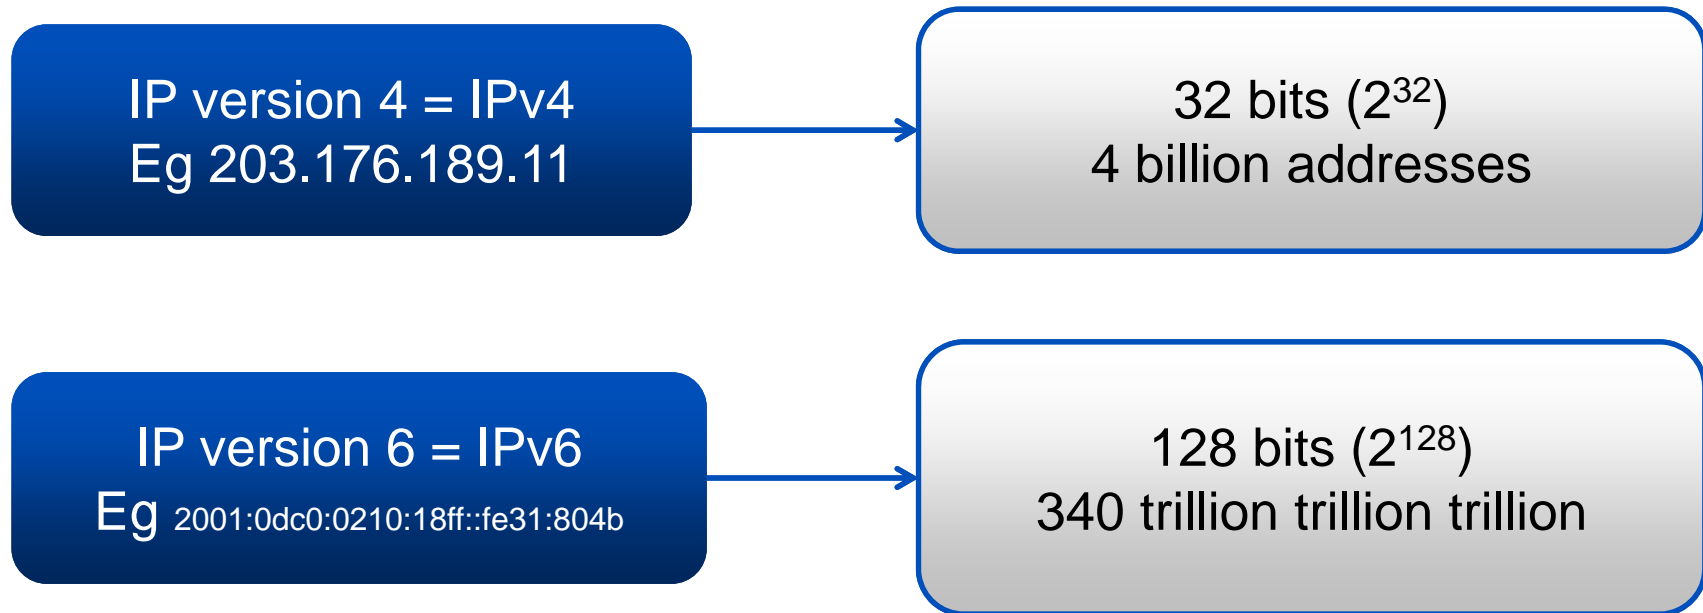 IP version 4 = IPv4
Eg 203.176.189.11
32 bits (2³²)
4 billion addresses
IP version 6 = IPv6
Eg 2001:0dc0:0210:18ff::fe31:804b
128 bits (2¹²⁸)
340 trillion trillion trillion